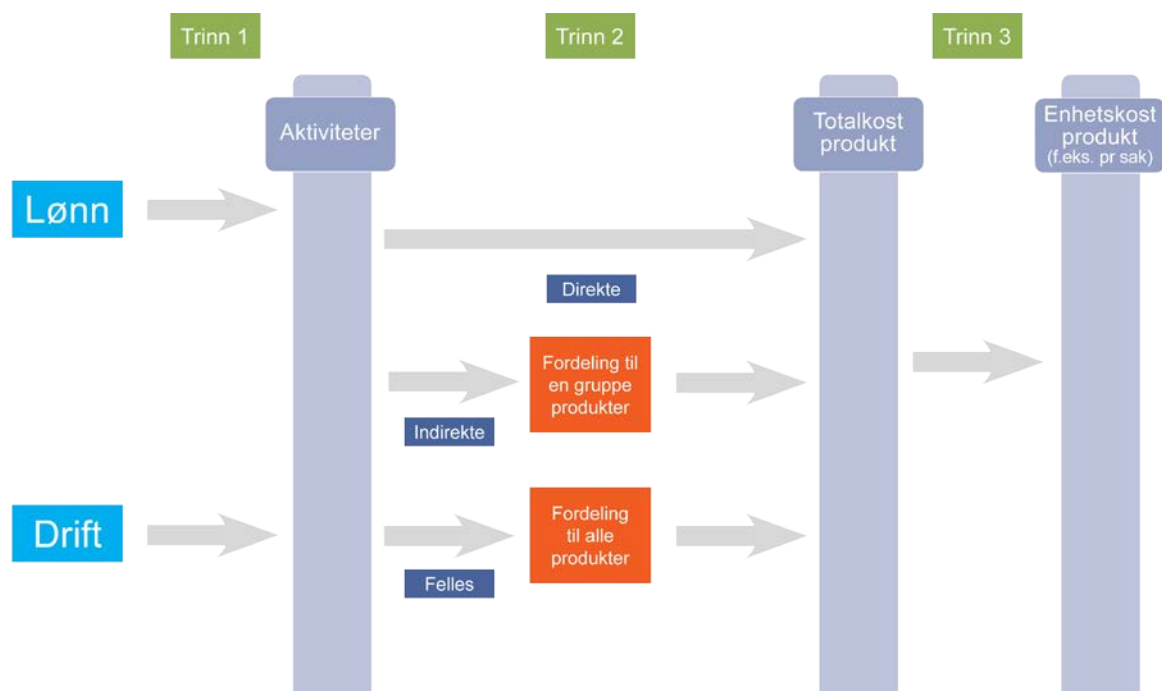 Trinn 1
Trinn 2
Trinn 3
Aktiviteter
Totalkost
produkt
Enhetskost
produkt
(f.eks. pr sak)
Lønn
Direkte
Fordeling til
en gruppe
produkter
Indirekte
Drift
Fordeling
til alle
produkter
Felles